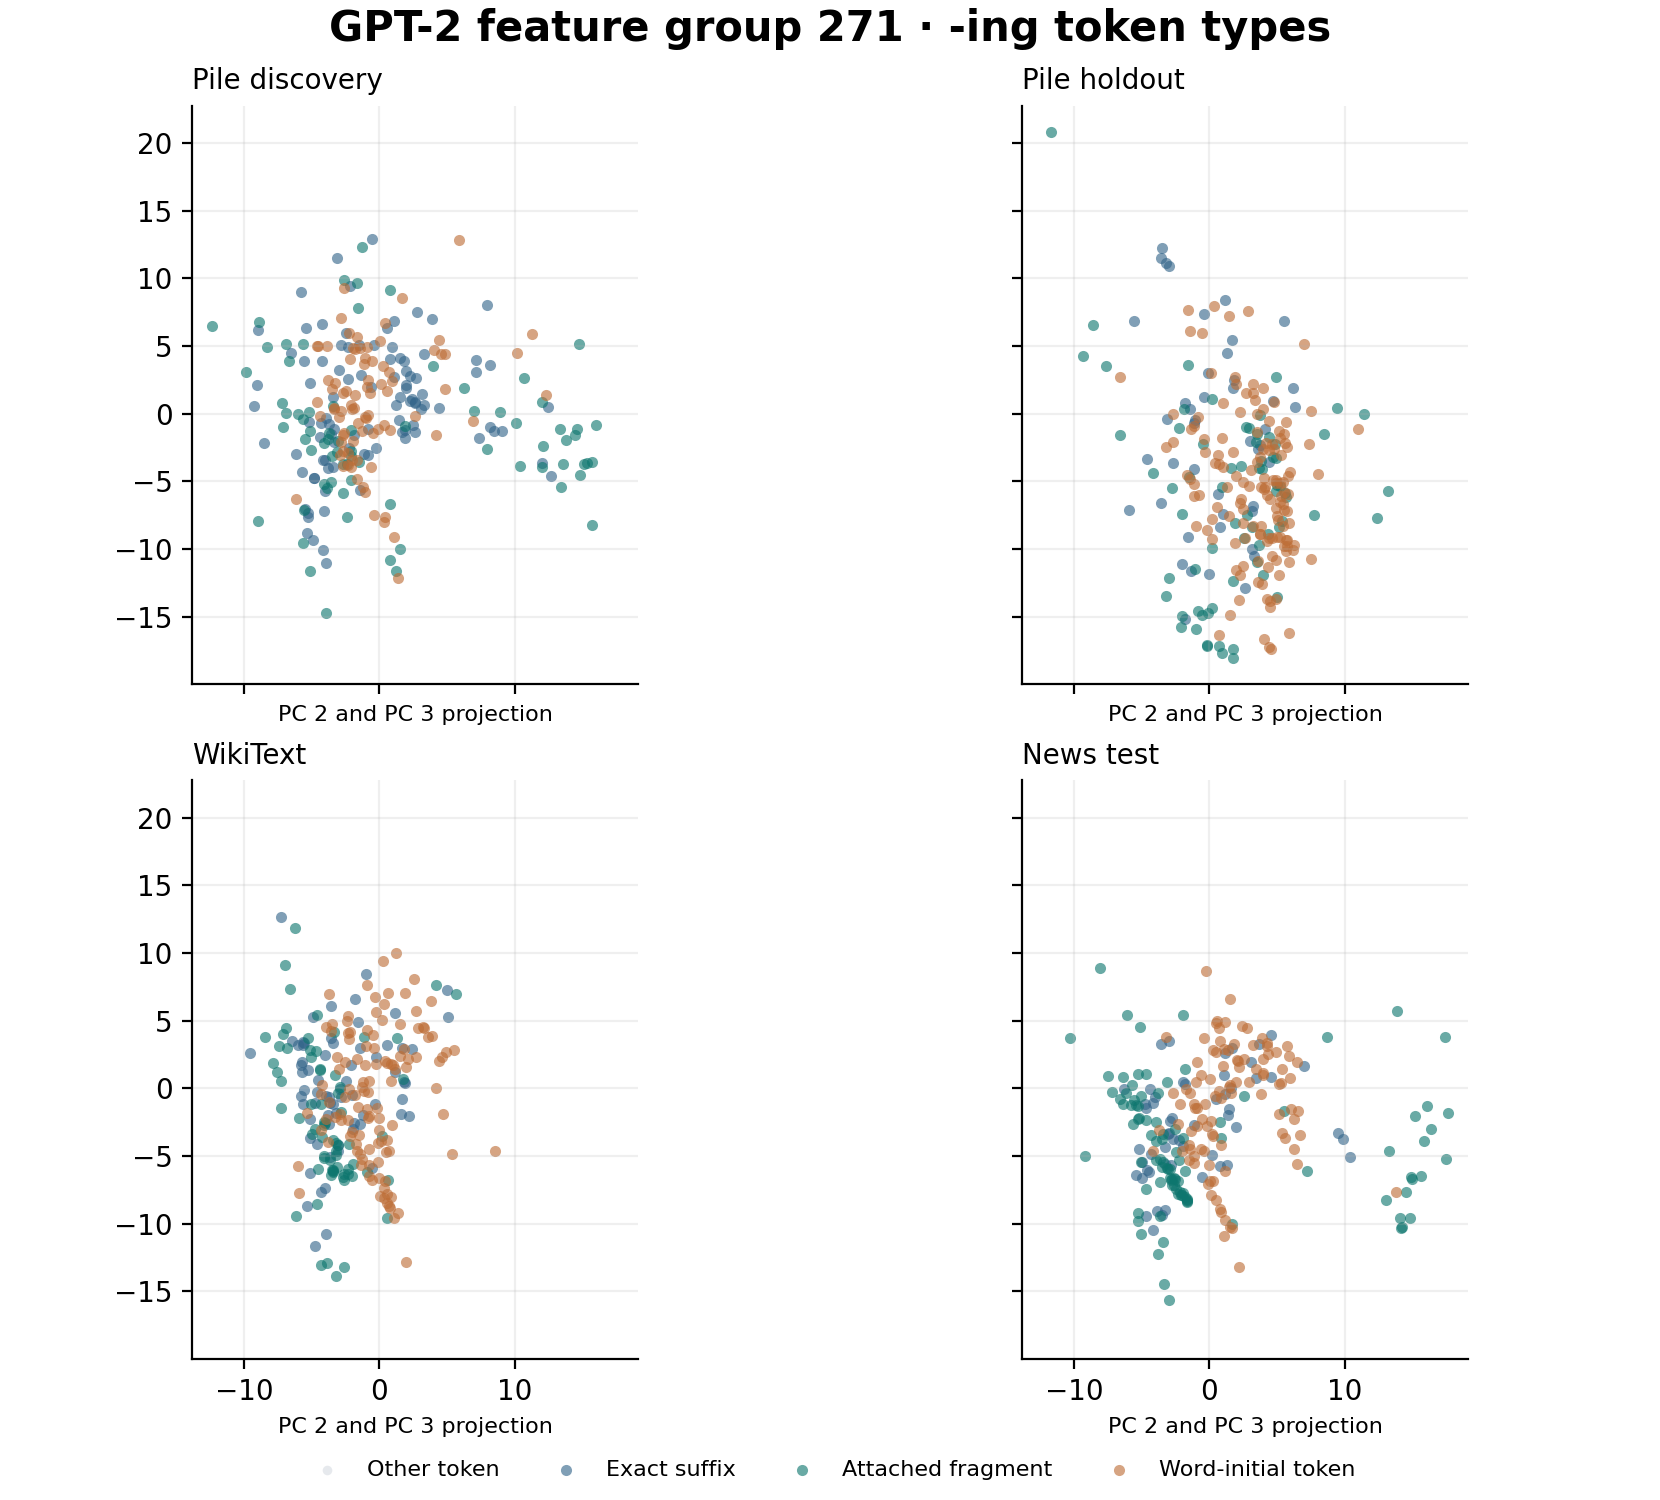 GPT-2 feature group 271 · -ing token types
Pile discovery
Pile holdout
20
15
10
5
0
−5
−10
−15
PC 2 and PC 3 projection
PC 2 and PC 3 projection
WikiText
News test
20
15
10
5
0
−5
−10
−15
−10 0 10
−10 0 10
PC 2 and PC 3 projection
PC 2 and PC 3 projection
Other token Exact suffix Attached fragment Word-initial token